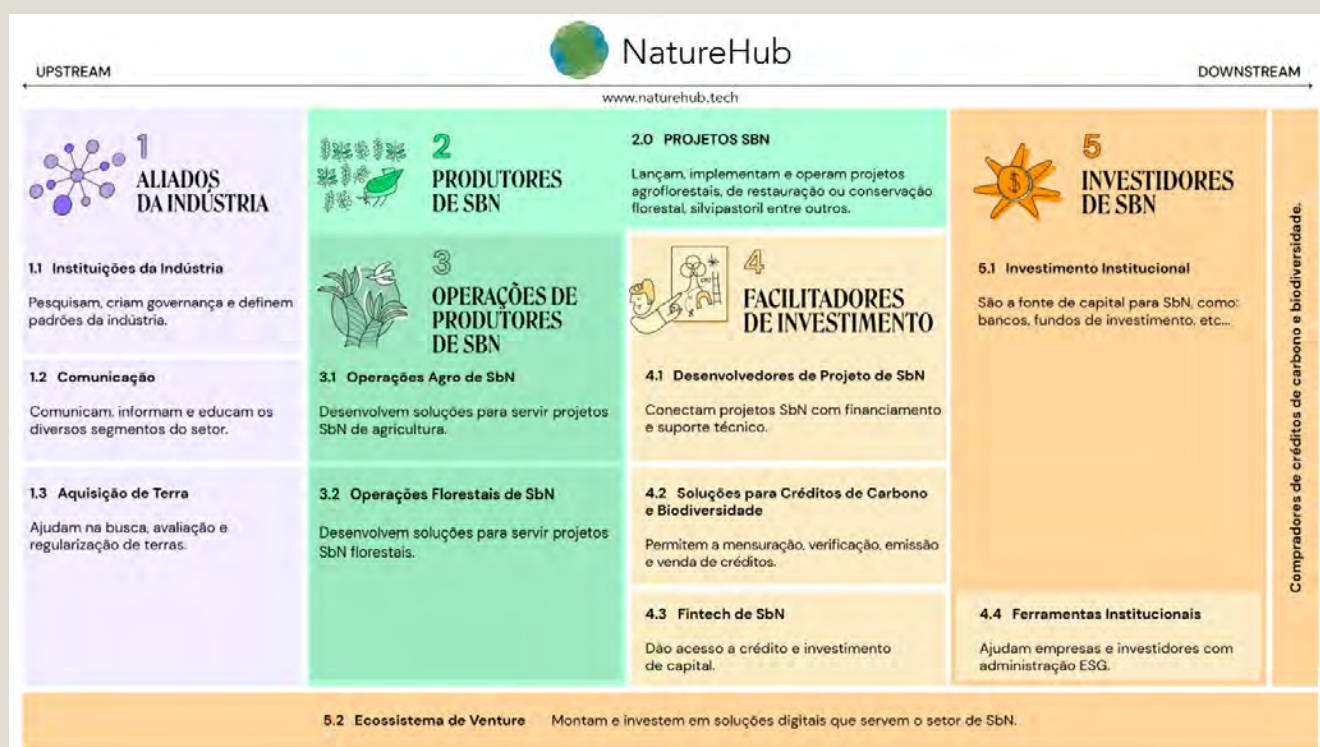 NatureHub
UPSTREAM
DOWNSTREAM
www.naturehub.tech
1
ALIADOS
DA INDÚSTRIA
1.1 Instituições da Indústria
Pesquisam, criam governança e definem
padrões da indústria.
1.2 Comunicação
Comunicam, informam e educam os
diversos segmentos do setor.
1.3 Aquisição de Terra
Ajudam na busca, avaliação e
regularização de terras.
2
PRODUTORES
DE SBN
2.0 PROJETOS SBN
Lançam, implementam e operam projetos
agroflorestais, de restauração ou conservação
florestal, silvipastoril entre outros.
3
OPERAÇÕES DE
PRODUTORES
DE SBN
3.1 Operações Agro de SbN
Desenvolvem soluções para servir projetos
SbN de agricultura.
3.2 Operações Florestais de SbN
Desenvolvem soluções para servir projetos
SbN florestais.
4
FACILITADORES
DE INVESTIMENTO
4.1 Desenvolvedores de Projeto de SbN
Conectam projetos SbN com financiamento
e suporte técnico.
4.2 Soluções para Créditos de Carbono
e Biodiversidade
Permitem a mensuração, verificação, emissão
e venda de créditos.
4.3 Fintech de SbN
Dão acesso a crédito e investimento
de capital.
5
INVESTIDORES
DE SBN
$
5.1 Investimento Institucional
São a fonte de capital para SbN, como:
bancos, fundos de investimento, etc...
4.4 Ferramentas Institucionais
Ajudam empresas e investidores com
administração ESG.
Compradores de créditos de carbono e biodiversidade.
5.2 Ecossistema de Venture Montam e investem em soluções digitais que servem o setor de SbN.